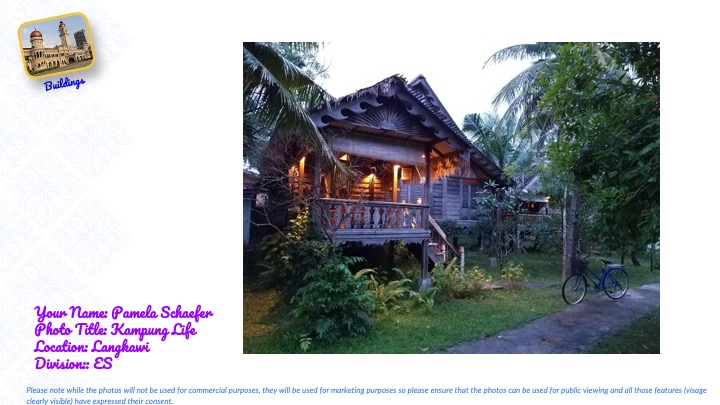 Buildings
Your Name: Pamela Schaefer
Photo Title: Kampung Life
Location: Langkawi
Division:: ES
Please note while the photos will not be used for commercial purposes, they will be used for marketing purposes so please ensure that the photos can be used for public viewing and all those features (visage
clearly visible) have expressed their consent.